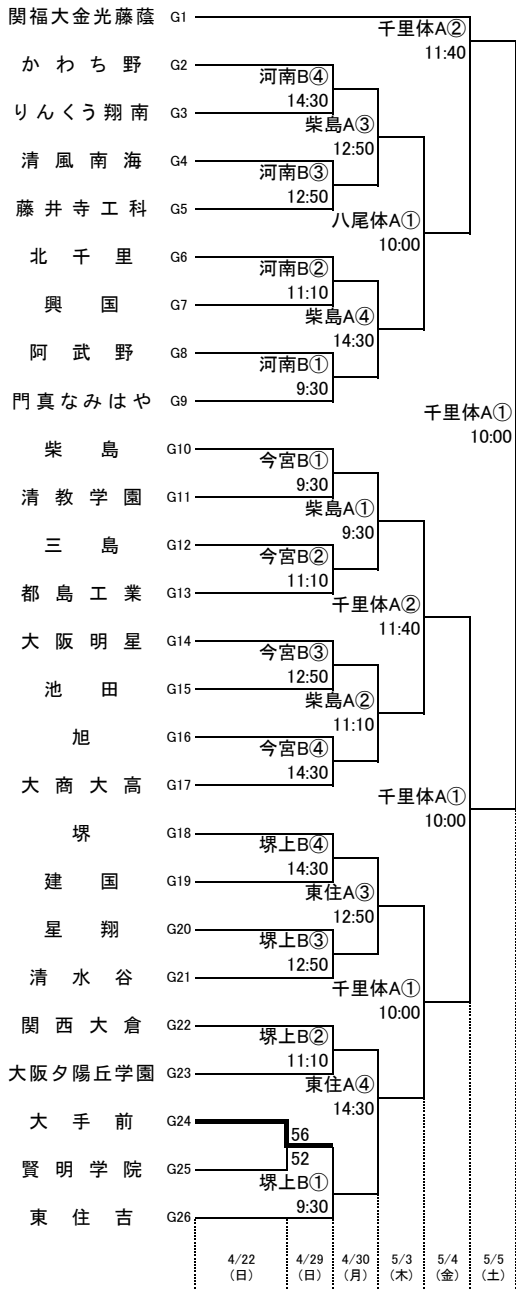 関福大金光藤蔭 G1
千里体A②
11:40
かわち野 G2
河南B④
14:30
りんくう翔南 G3
柴島A③
12:50
清風南海 G4
河南B③
12:50
藤井寺工科 G5
八尾体A①
10:00
北千里 G6
河南B②
11:10
興国 G7
柴島A④
14:30
阿武野 G8
河南B①
9:30
門真なみはや G9
千里体A①
10:00
柴島 G10
今宮B①
9:30
清教学園 G11
柴島A①
9:30
三島 G12
今宮B②
11:10
都島工業 G13
千里体A②
11:40
大阪明星 G14
今宮B③
12:50
池田 G15
柴島A②
11:10
旭 G16
今宮B④
14:30
大商大高 G17
千里体A①
10:00
堺 G18
堺上B④
14:30
建国 G19
東住A③
12:50
星翔 G20
堺上B③
12:50
清水谷 G21
千里体A①
10:00
関西大倉 G22
堺上B②
11:10
大阪夕陽丘学園 G23
東住A④
14:30
大手前 G24
56
52
賢明学院 G25
堺上B①
9:30
東住吉 G26
4/22 4/29 4/30 5/3 5/4 5/5
(日) (日) (月) (木) (金) (土)